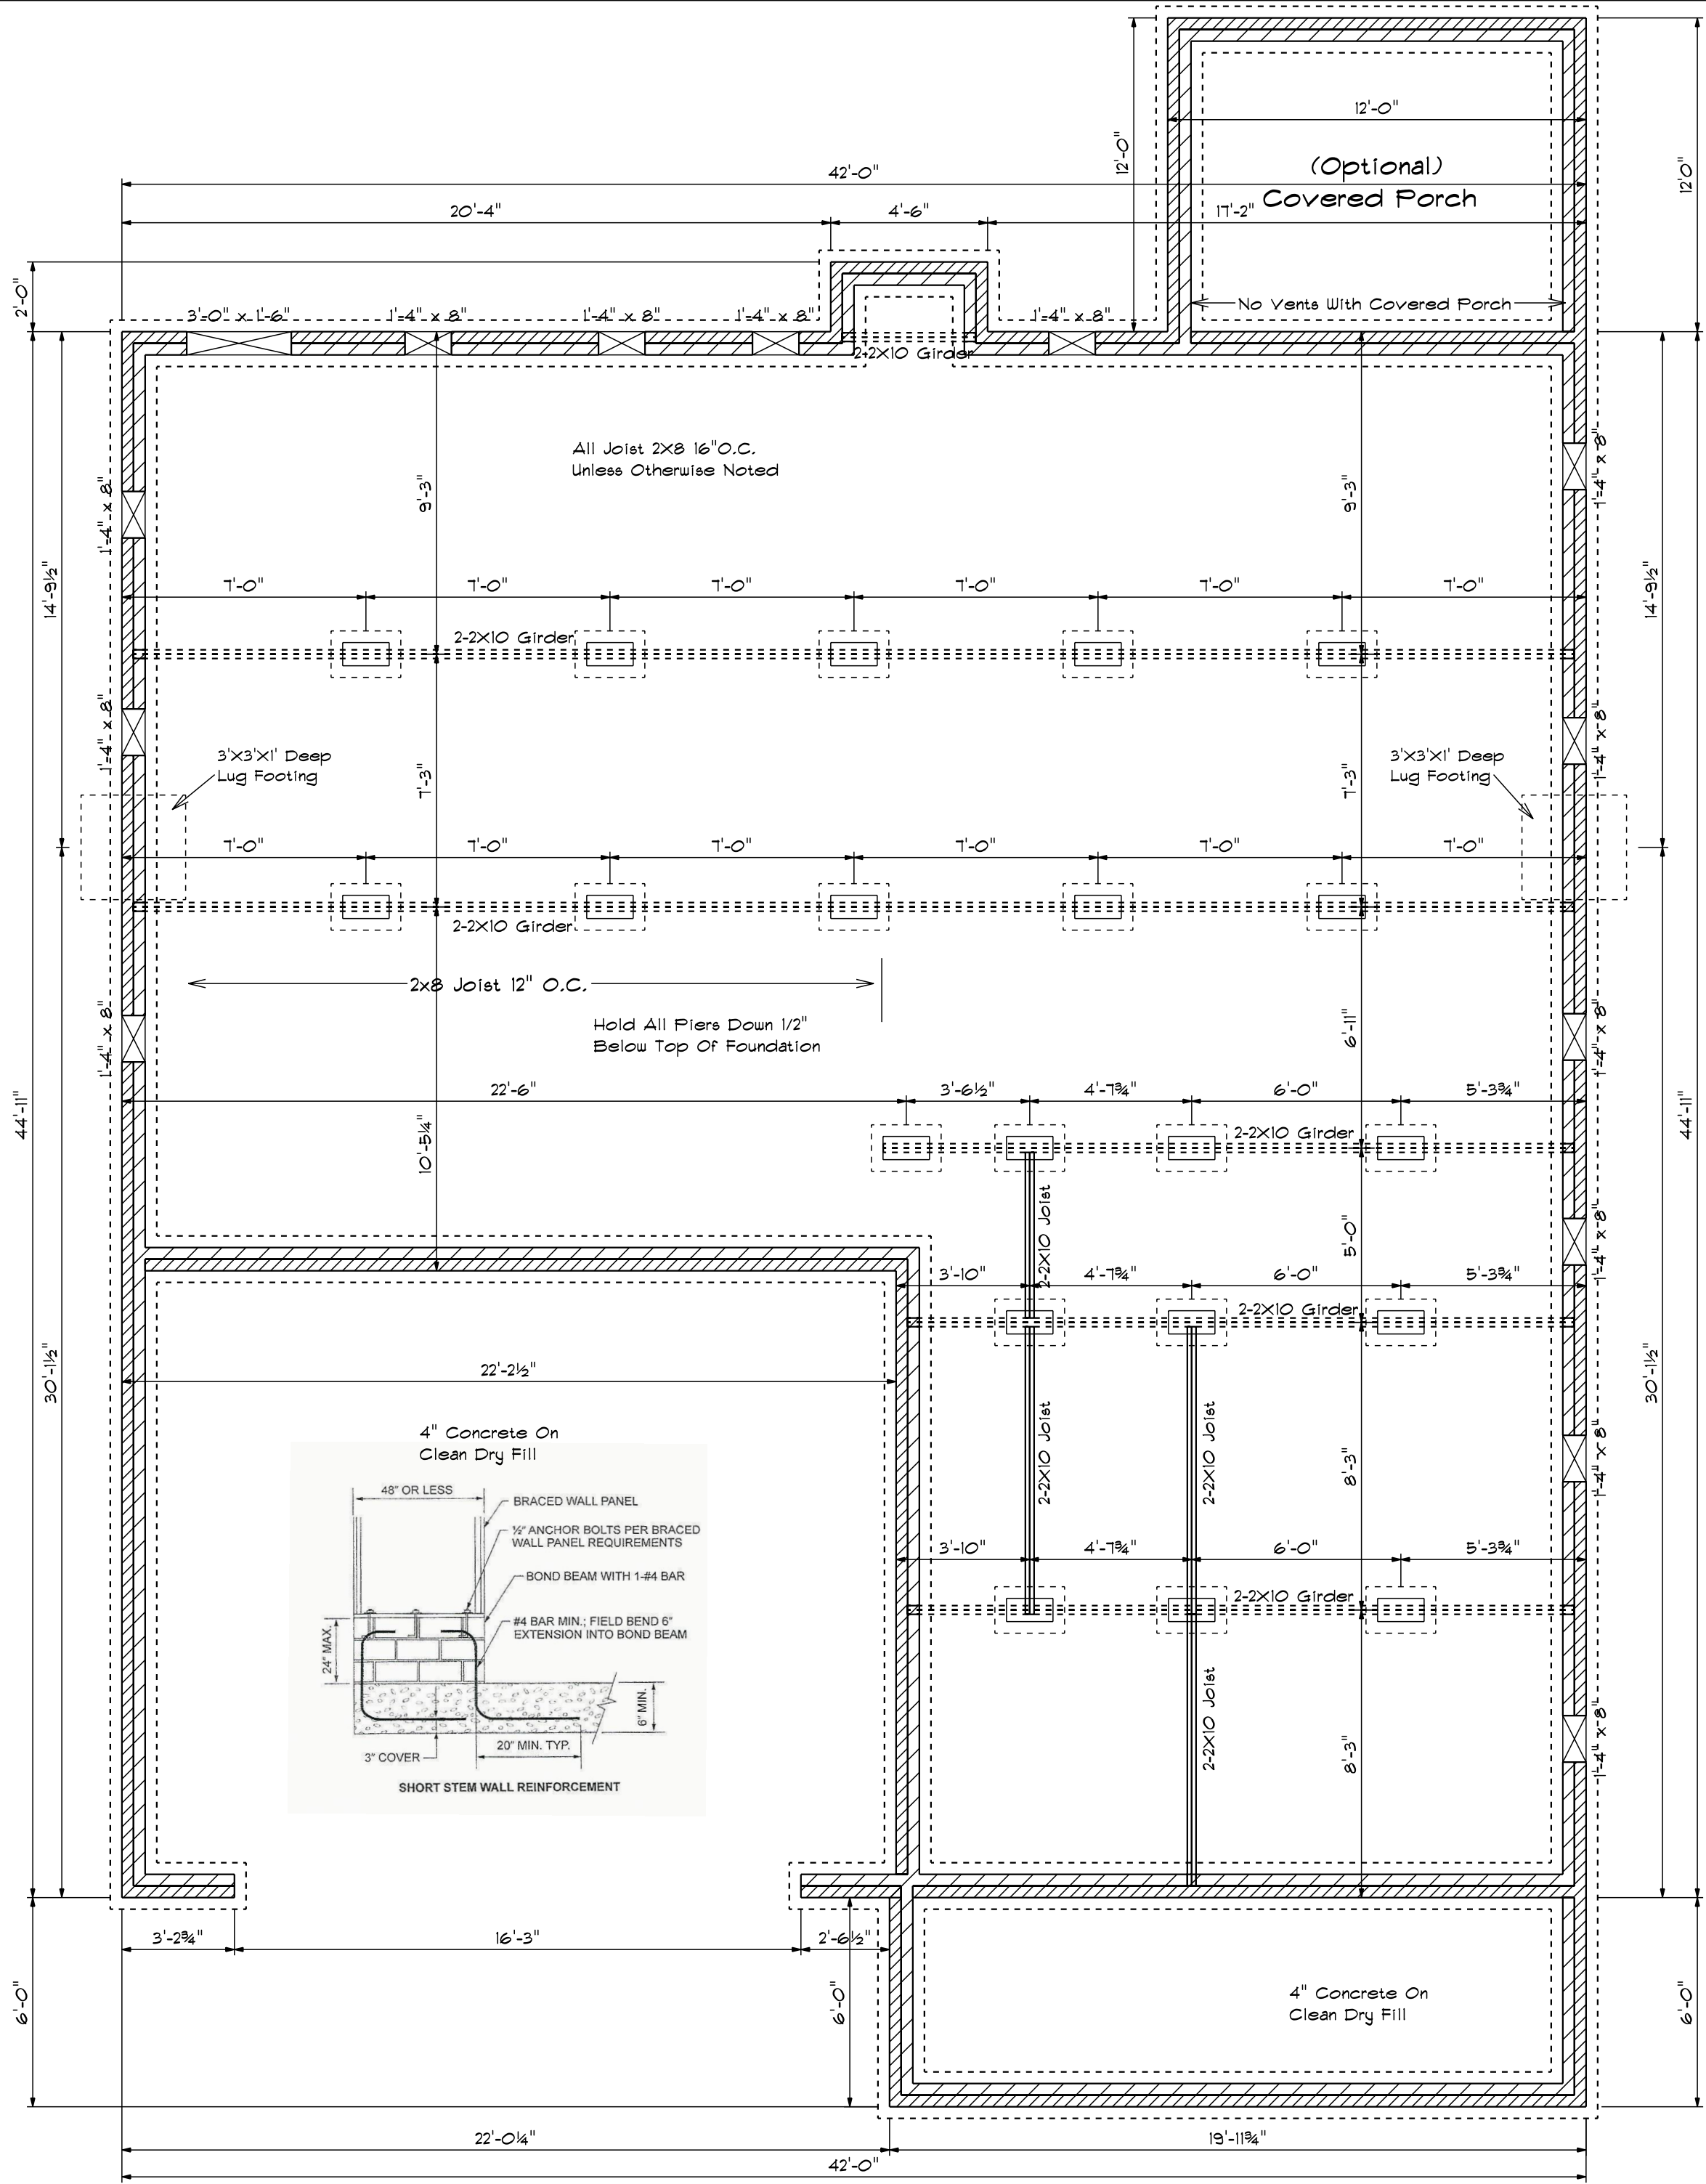 12'-0"
12'-0"
12'0"
(Optional)
Covered Porch
42'-0"
20'-4"
4'-6"
17'-2"
2'-0"
3'-0" x 1'-6"
1'-4" x 8"
1'-4" x 8"
1'-4" x 8"
1'-4" x 8"
No Vents With Covered Porch
2-2X10 Girder
All Joist 2X8 16"O.C.
Unless Otherwise Noted
9'-3"
9'-3"
1'-4" x 8"
1'-4" x 8"
14'-9½"
14'-9½"
7'-0"
7'-0"
7'-0"
7'-0"
7'-0"
7'-0"
2-2X10 Girder
1'-4" x 8"
1'-4" x 8"
3'X3'X1' Deep
Lug Footing
7'-3"
7'-3"
3'X3'X1' Deep
Lug Footing
7'-0"
7'-0"
7'-0"
7'-0"
7'-0"
7'-0"
2-2X10 Girder
2x8 Joist 12" O.C.
Hold All Piers Down 1/2"
Below Top Of Foundation
1'-4" x 8"
6'-11"
1'-4" x 8"
44'-11"
44'-11"
22'-6"
3'-6½"
4'-7¾"
6'-0"
5'-3¾"
10'-5¼"
2-2X10 Girder
2-2X10 Joist
5'-0"
1'-4" x 8"
3'-10"
4'-7¾"
6'-0"
5'-3¾"
2-2X10 Girder
30'-1½"
30'-1½"
22'-2½"
4" Concrete On
Clean Dry Fill
2-2X10 Joist
2-2X10 Joist
8'-3"
1'-4" x 8"
48" OR LESS
BRACED WALL PANEL
½" ANCHOR BOLTS PER BRACED
WALL PANEL REQUIREMENTS
BOND BEAM WITH 1-#4 BAR
#4 BAR MIN.; FIELD BEND 6"
EXTENSION INTO BOND BEAM
24" MAX.
6" MIN.
20" MIN. TYP.
3" COVER
SHORT STEM WALL REINFORCEMENT
3'-10"
4'-7¾"
6'-0"
5'-3¾"
2-2X10 Girder
2-2X10 Joist
8'-3"
1'-4" x 8"
3'-2¾"
16'-3"
2'-6½"
6'-0"
6'-0"
6'-0"
4" Concrete On
Clean Dry Fill
22'-0¼"
19'-11¾"
42'-0"